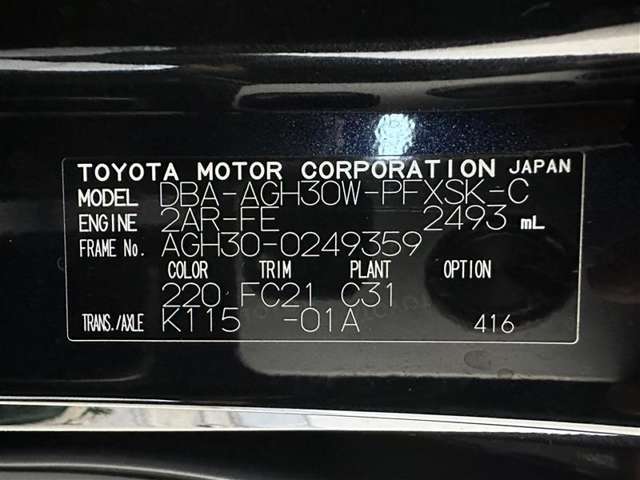 TOYOTA MOTOR CORPORATION JAPAN
MODEL DBA-AGH30W-PFXSK-C
ENGINE 2AR-FE 2493 mL
FRAME No. AGH30-0249359
COLOR TRIM PLANT OPTION
220 FC21 C31
TRANS./AXLE K115 -01A 416